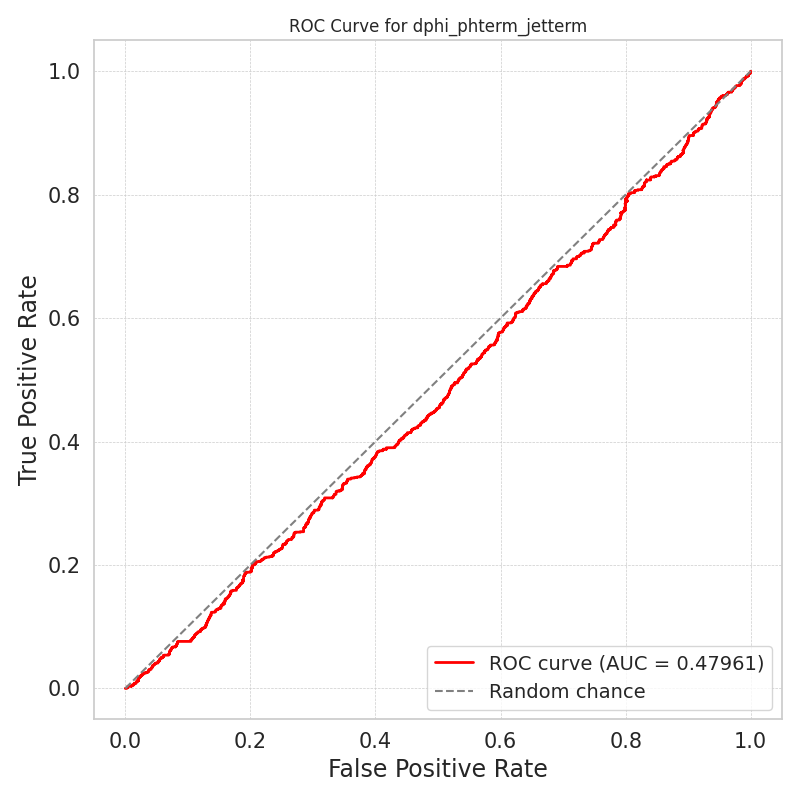 ROC Curve for dphi_phterm_jetterm
True Positive Rate
1.0
0.8
0.6
0.4
0.2
0.0
ROC curve (AUC = 0.47961)
Random chance
0.0 0.2 0.4 0.6 0.8 1.0
False Positive Rate